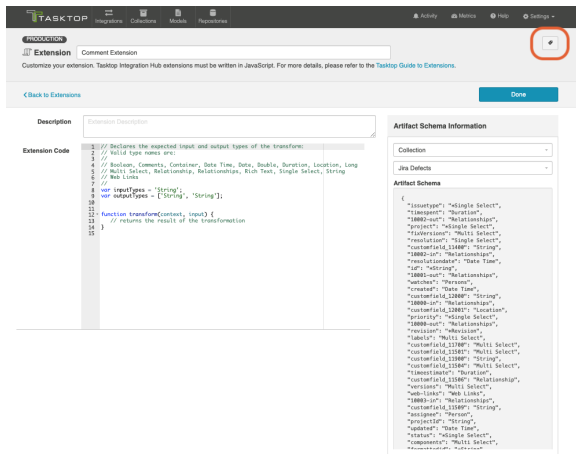 TASKTOP
Integrations
Collections
Models
Repositories
Activity
Metrics
Help
Settings
PRODUCTION
Extension
Comment Extension
Customize your extension. Tasktop Integration Hub extensions must be written in JavaScript. For more details, please refer to the Tasktop Guide to Extensions.
Back to Extensions
Done
Description
Extension Description
Extension Code
1 // Declares the expected input and output types of the transform:
2 // Valid type names are:
3 //
4 // Boolean, Comments, Container, Date Time, Date, Double, Duration, Location, Long
5 // Multi Select, Relationship, Relationships, Rich Text, Single Select, String
6 // Web Links
7 //
8 var inputTypes = 'String';
9 var outputTypes = ['String', 'String'];
10
11
12 function transform(context, input) {
13 // returns the result of the transformation
14 }
15
Artifact Schema Information
Collection
Jira Defects
Artifact Schema
{
"issuetype": "*Single Select",
"timespent": "Duration",
"10002-out": "Relationships",
"project": "*Single Select",
"fixVersions": "Multi Select",
"resolution": "Single Select",
"customfield_11400": "String",
"10002-in": "Relationships",
"resolutiondate": "Date Time",
"id": "*String",
"10001-out": "Relationships",
"watches": "Persons",
"created": "Date Time",
"customfield_12000": "String",
"10000-in": "Relationships",
"customfield_12001": "Location",
"priority": "*Single Select",
"10000-out": "Relationships",
"revision": "*Revision",
"labels": "Multi Select",
"customfield_11700": "Multi Select",
"customfield_11501": "Multi Select",
"customfield_11900": "String",
"customfield_11504": "Multi Select",
"timeestimate": "Duration",
"customfield_11506": "Relationship",
"versions": "Multi Select",
"web-links": "Web Links",
"10003-in": "Relationships",
"customfield_11509": "String",
"assignee": "Person",
"projectId": "String",
"updated": "Date Time",
"status": "*Single Select",
"components": "Multi Select",
"formattedid": "*String",